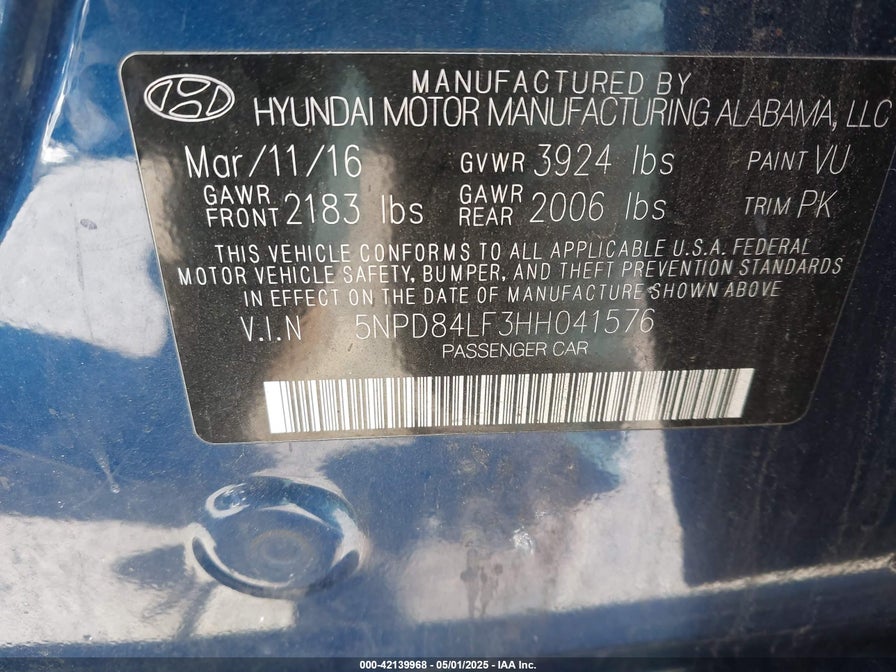 MANUFACTURED BY
HYUNDAI MOTOR MANUFACTURING ALABAMA, LLC
Mar/11/16 GVWR 3924 lbs PAINT VU
GAWR FRONT 2183 lbs GAWR REAR 2006 lbs TRIM PK
THIS VEHICLE CONFORMS TO ALL APPLICABLE U.S.A. FEDERAL
MOTOR VEHICLE SAFETY, BUMPER, AND THEFT PREVENTION STANDARDS
IN EFFECT ON THE DATE OF MANUFACTURE SHOWN ABOVE
V.I.N 5NPD84LF3HH041576
PASSENGER CAR
000-42139968 - 05/01/2025 - IAA Inc.